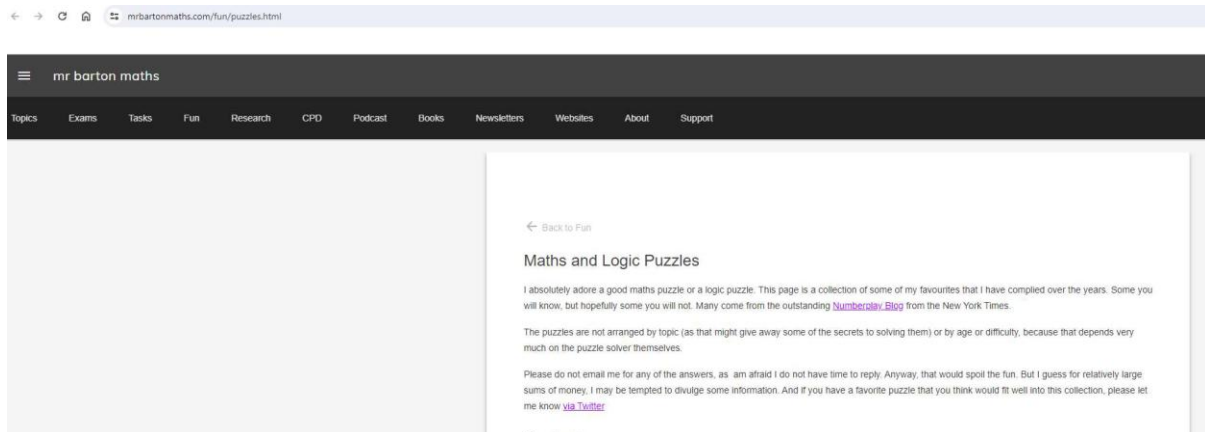 mrbartonmaths.com/fun/puzzles.html
mr barton maths
Topics Exams Tasks Fun Research CPD Podcast Books Newsletters Websites About Support
Back to Fun
Maths and Logic Puzzles
I absolutely adore a good maths puzzle or a logic puzzle. This page is a collection of some of my favourites that I have complied over the years. Some you
will know, but hopefully some you will not. Many come from the outstanding Numberplay Blog from the New York Times.
The puzzles are not arranged by topic (as that might give away some of the secrets to solving them) or by age or difficulty, because that depends very
much on the puzzle solver themselves.
Please do not email me for any of the answers, as am afraid I do not have time to reply. Anyway, that would spoil the fun. But I guess for relatively large
sums of money, I may be tempted to divulge some information. And if you have a favorite puzzle that you think would fit well into this collection, please let
me know via Twitter